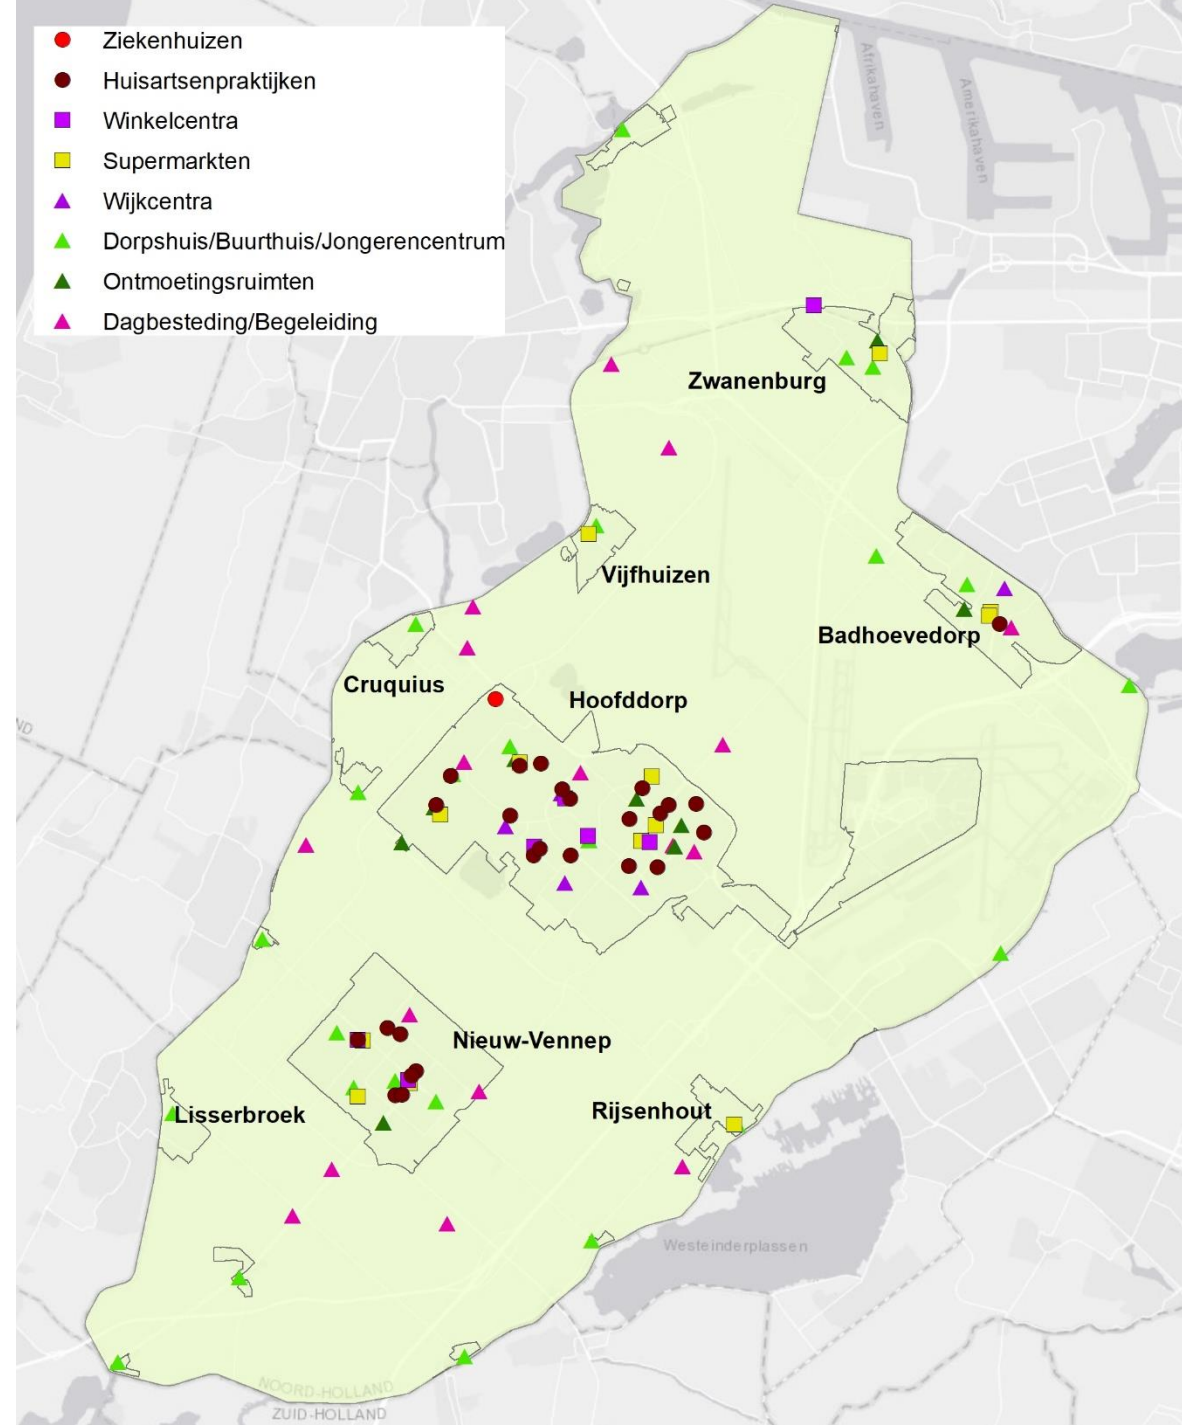 Ziekenhuizen
Huisartsenpraktijken
Winkelcentra
Supermarkten
Wijkcentra
Dorpshuis/Buurthuis/Jongerencentrum
Ontmoetingsruimten
Dagbesteding/Begeleiding
Afrikahaven
Amerikahaven
Zwanenburg
Vijfhuizen
Badhoevedorp
Cruquius
Hoofddorp
ND
Nieuw-Vennep
Lisserbroek
Rijsenhout
Westeinderplassen
NOORD-HOLLAND
ZUID-HOLLAND